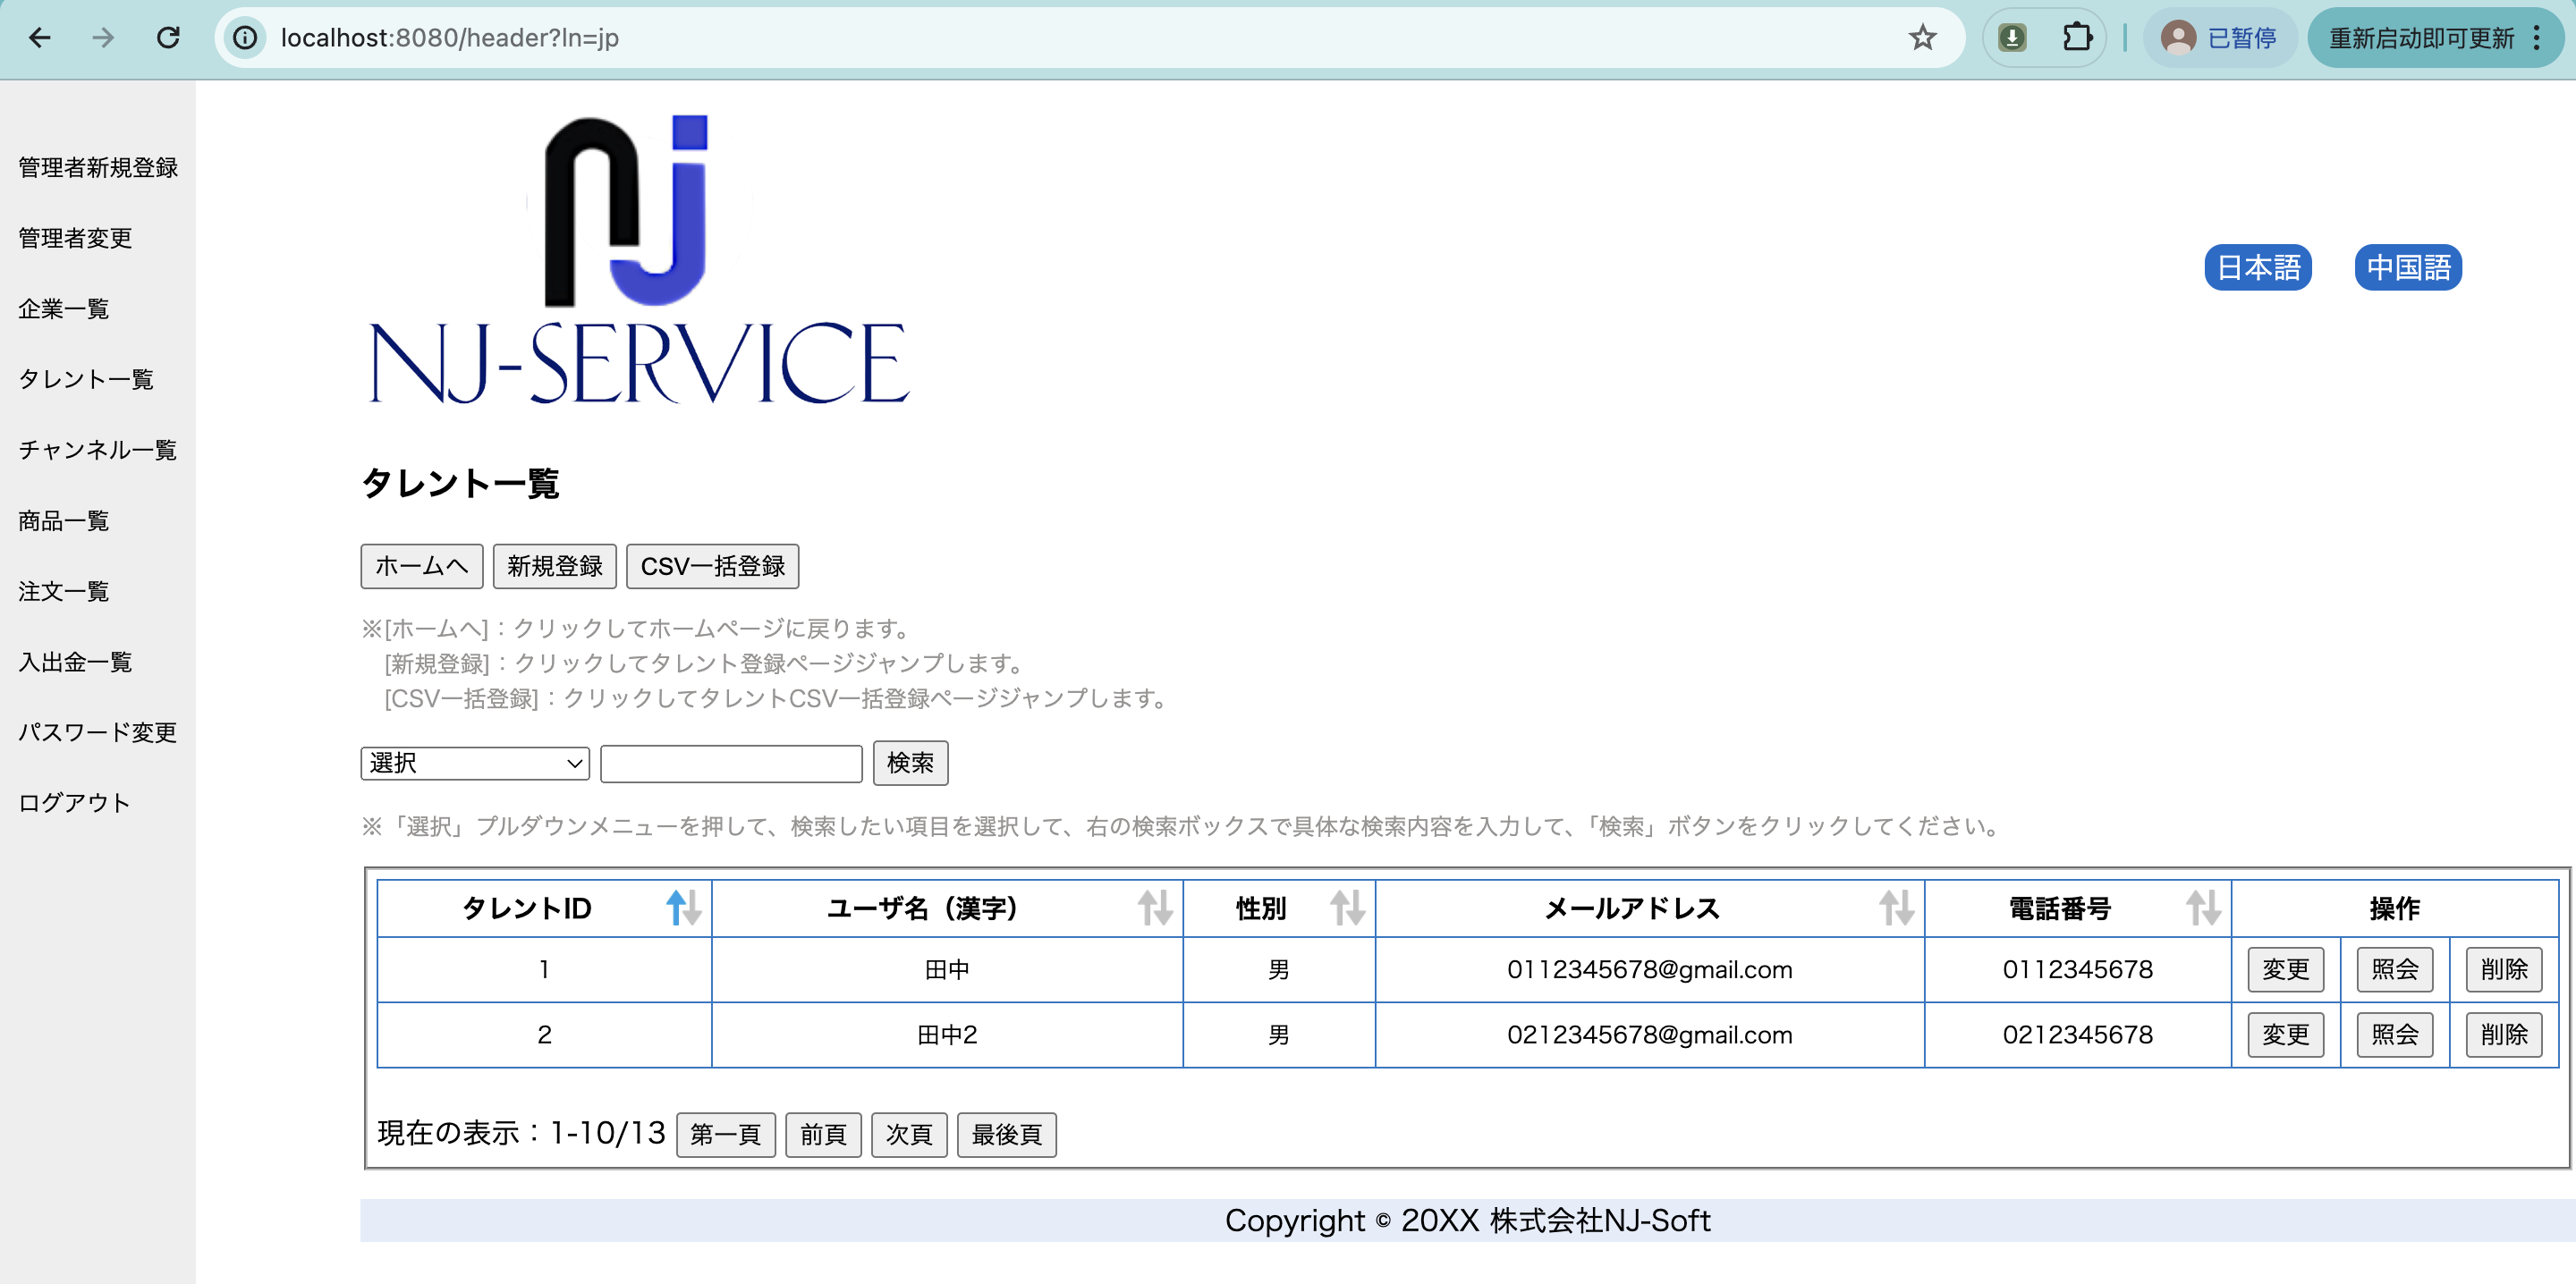 localhost:8080/header?ln=jp
已暂停
重新启动即可更新
管理者新規登録
管理者変更
企業一覧
タレント一覧
チャンネル一覧
商品一覧
注文一覧
入出金一覧
パスワード変更
ログアウト
nj
NJ-SERVICE
日本語 中国語
タレント一覧
ホームへ 新規登録 CSV一括登録
※[ホームへ]：クリックしてホームページに戻ります。
[新規登録]：クリックしてタレント登録ページジャンプします。
[CSV一括登録]：クリックしてタレントCSV一括登録ページジャンプします。
選択 検索
※「選択」プルダウンメニューを押して、検索したい項目を選択して、右の検索ボックスで具体な検索内容を入力して、「検索」ボタンをクリックしてください。
タレントID ユーザ名（漢字） 性別 メールアドレス 電話番号 操作
1 田中 男 0112345678@gmail.com 0112345678 変更 照会 削除
2 田中2 男 0212345678@gmail.com 0212345678 変更 照会 削除
現在の表示：1-10/13 第一頁 前頁 次頁 最後頁
Copyright © 20XX 株式会社NJ-Soft